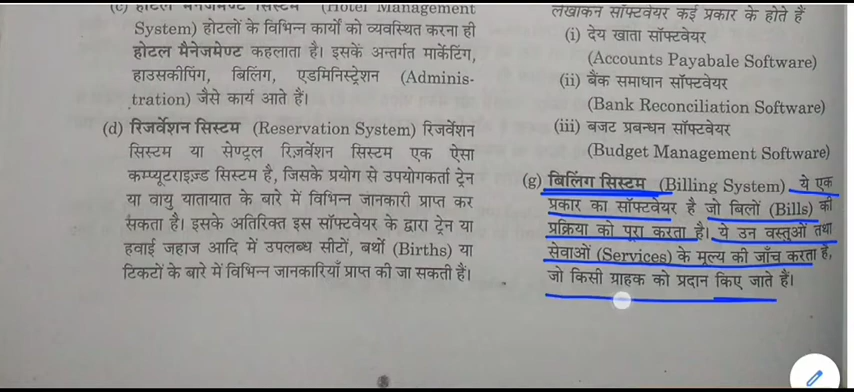 (c) होटल मैनेजमेण्ट सिस्टम (Hotel Management
System) होटलों के विभिन्न कार्यों को व्यवस्थित करना ही
होटल मैनेजमेण्ट कहलाता है। इसके अन्तर्गत मार्केटिंग,
हाउसकीपिंग, बिलिंग, एडमिनिस्ट्रेशन (Adminis-
tration) जैसे कार्य आते हैं।
(d) रिजर्वेशन सिस्टम (Reservation System) रिजर्वेशन
सिस्टम या सेण्ट्रल रिज़र्वेशन सिस्टम एक ऐसा
कम्प्यूटराइज़्ड सिस्टम है, जिसके प्रयोग से उपयोगकर्ता ट्रेन
या वायु यातायात के बारे में विभिन्न जानकारी प्राप्त कर
सकता है। इसके अतिरिक्त इस सॉफ्टवेयर के द्वारा ट्रेन या
हवाई जहाज आदि में उपलब्ध सीटों, बर्थों (Births) या
टिकटों के बारे में विभिन्न जानकारियाँ प्राप्त की जा सकती हैं।
लेखांकन सॉफ्टवेयर कई प्रकार के होते हैं
(i) देय खाता सॉफ्टवेयर
(Accounts Payabale Software)
(ii) बैंक समाधान सॉफ्टवेयर
(Bank Reconciliation Software)
(iii) बजट प्रबन्धन सॉफ्टवेयर
(Budget Management Software)
(g) बिलिंग सिस्टम (Billing System) ये एक
प्रकार का सॉफ्टवेयर है जो बिलों (Bills) की
प्रक्रिया को पूरा करता है। ये उन वस्तुओं तथा
सेवाओं (Services) के मूल्य की जाँच करता है,
जो किसी ग्राहक को प्रदान किए जाते हैं।